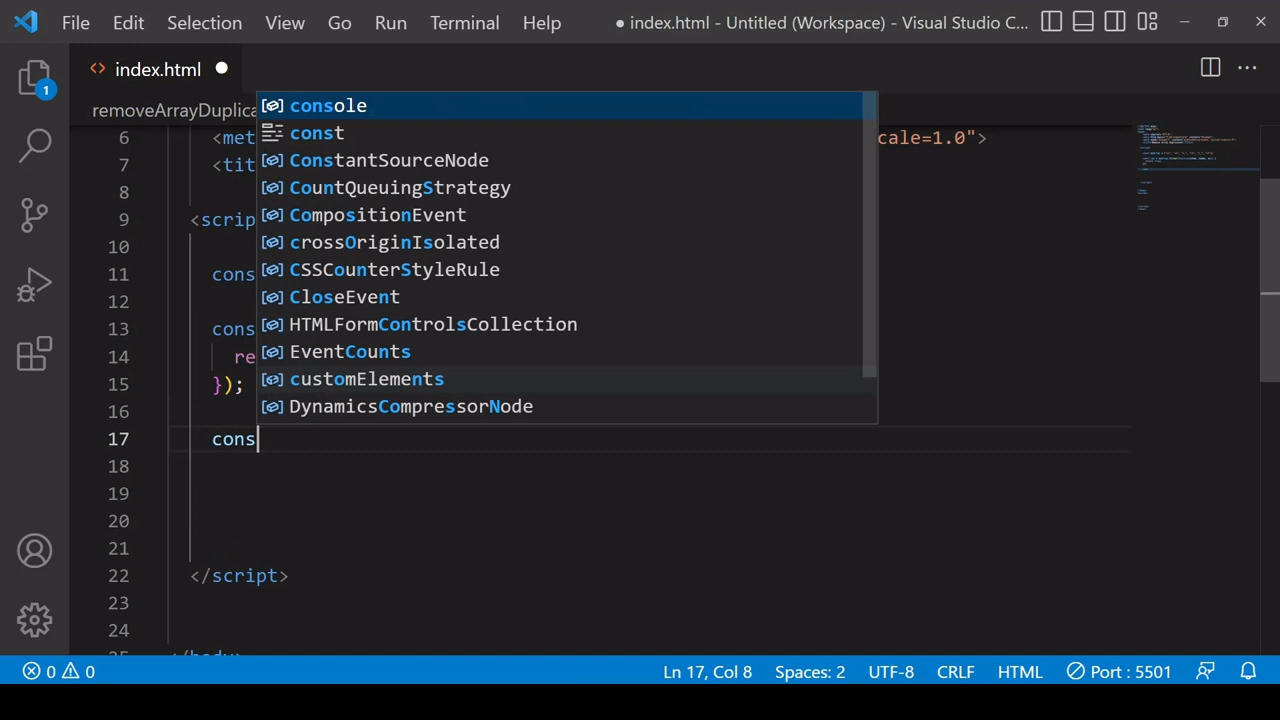 File Edit Selection View Go Run Terminal Help ● index.html - Untitled (Workspace) - Visual Studio C...
<> index.html
removeArrayDuplica
1
6 <met cale=1.0">
7 <tit
8
9 <scrip
10
11 cons
12
13 cons
14 re
15 });
16
17 cons
18
19
20
21
22 </script>
23
24
25 </body>
console
const
ConstantSourceNode
CountQueuingStrategy
CompositionEvent
crossOriginIsolated
CSSCounterStyleRule
CloseEvent
HTMLFormControlsCollection
EventCounts
customElements
DynamicsCompressorNode
0 0 Ln 17, Col 8 Spaces: 2 UTF-8 CRLF HTML Port : 5501